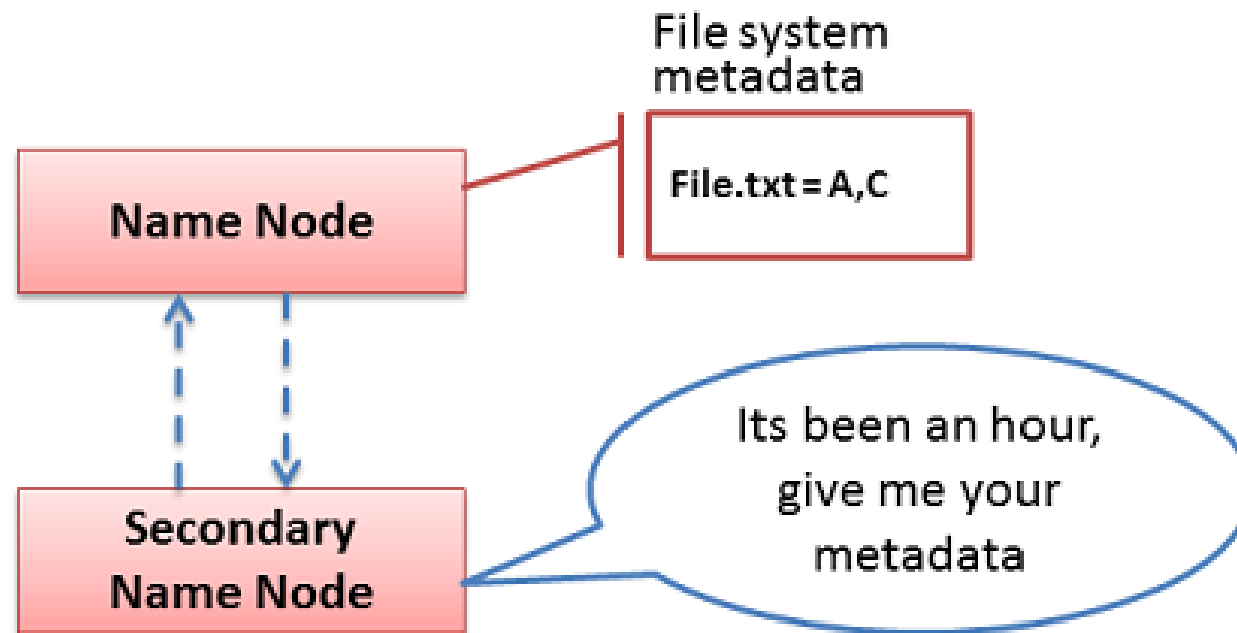 File system
metadata
File.txt = A,C
Name Node
Its been an hour,
give me your
metadata
Secondary
Name Node